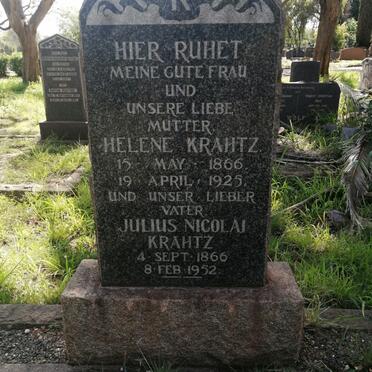 K
HIER RUHET
MEINE GUTE FRAU
UND
UNSERE LIEBE
MUTTER
HELENE KRAHTZ
15 MAY 1866
19 APRIL 1925.
UND UNSER LIEBER
VATER
JULIUS NICOLAI
KRAHTZ
4 SEPT 1866
8 FEB 1952